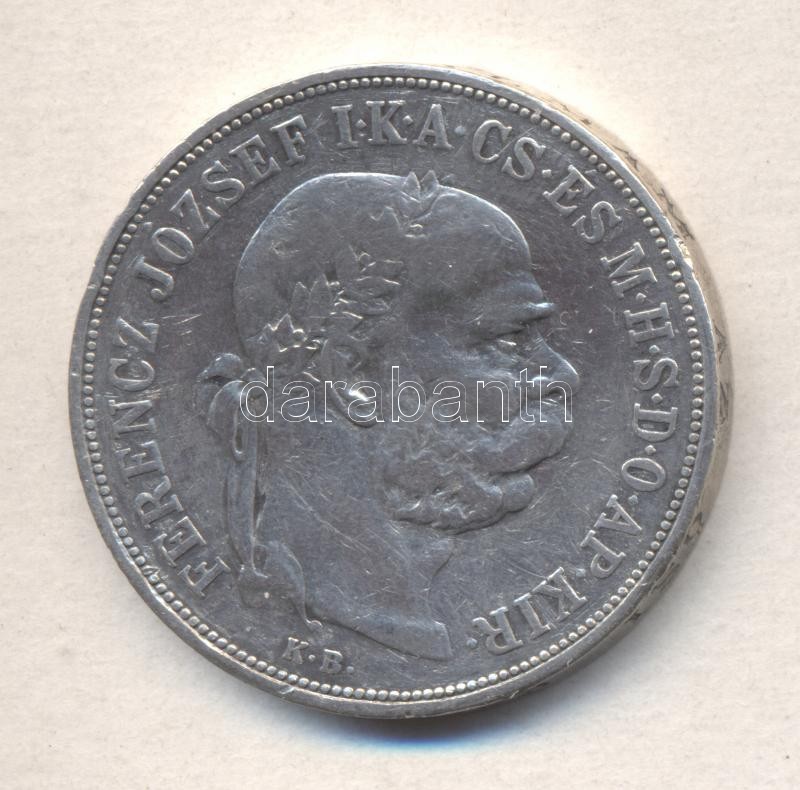 FERENCZ JÓZSEF I·K·A·CS·ÉS M·H·S·D·O·AP·KIR·
K·B·
darabanth